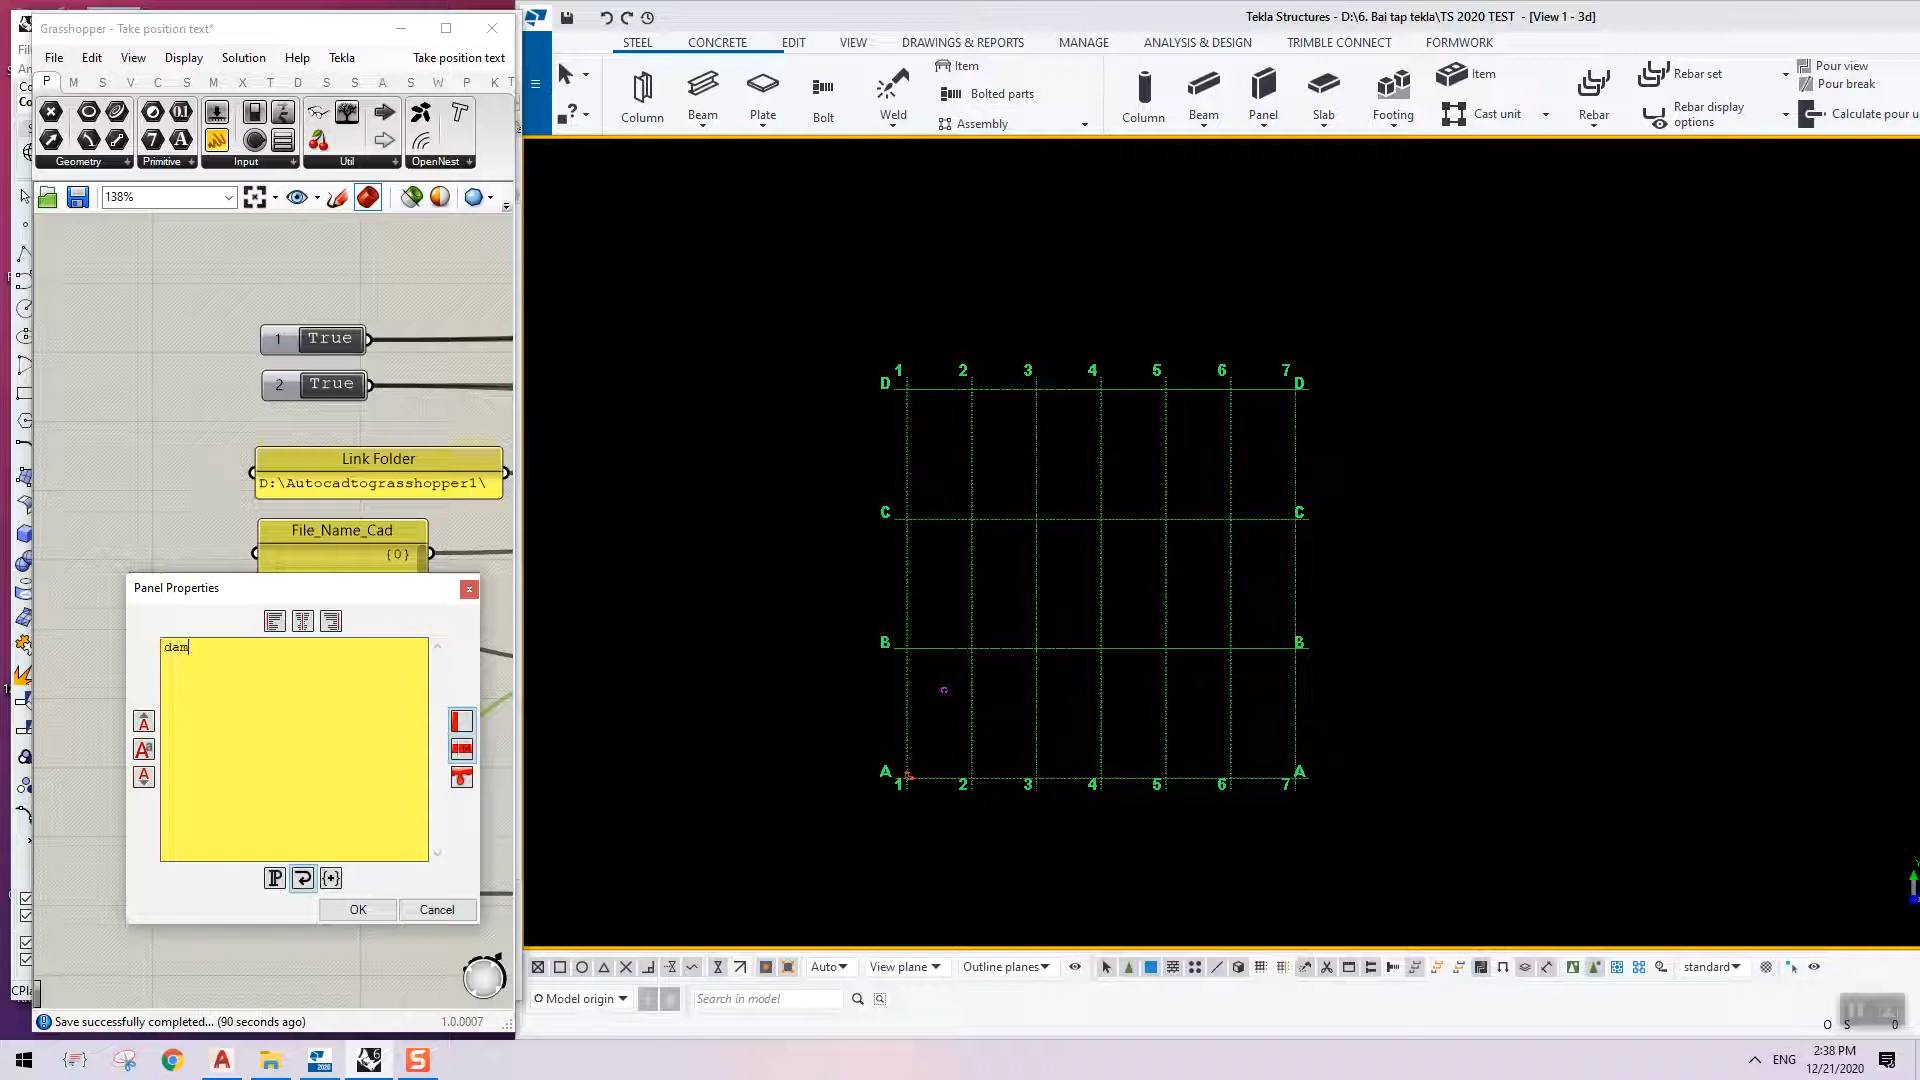 Grasshopper - Take position text*
File Edit View Display Solution Help Tekla Take position text
P M S V C S M X T D S A S W P K T
Geometry Primitive Input Util OpenNest
138%
1 True
2 True
Link Folder
D:\Autocadtograsshopper1\
File_Name_Cad
{0}
Panel Properties
dam
OK Cancel
Save successfully completed... (90 seconds ago) 1.0.0007
Tekla Structures - D:\6. Bai tap tekla\TS 2020 TEST - [View 1 - 3d]
STEEL CONCRETE EDIT VIEW DRAWINGS & REPORTS MANAGE ANALYSIS & DESIGN TRIMBLE CONNECT FORMWORK
Column Beam Plate Bolt Weld
Item
Bolted parts
Assembly
Column Beam Panel Slab Footing
Item
Cast unit
Rebar
Rebar set
Rebar display options
Pour view
Pour break
Calculate pour u
1 2 3 4 5 6 7
D D
C C
B B
A A
1 2 3 4 5 6 7
Auto View plane Outline planes standard
O Model origin Search in model
O S 0
ENG 2:38 PM
12/21/2020